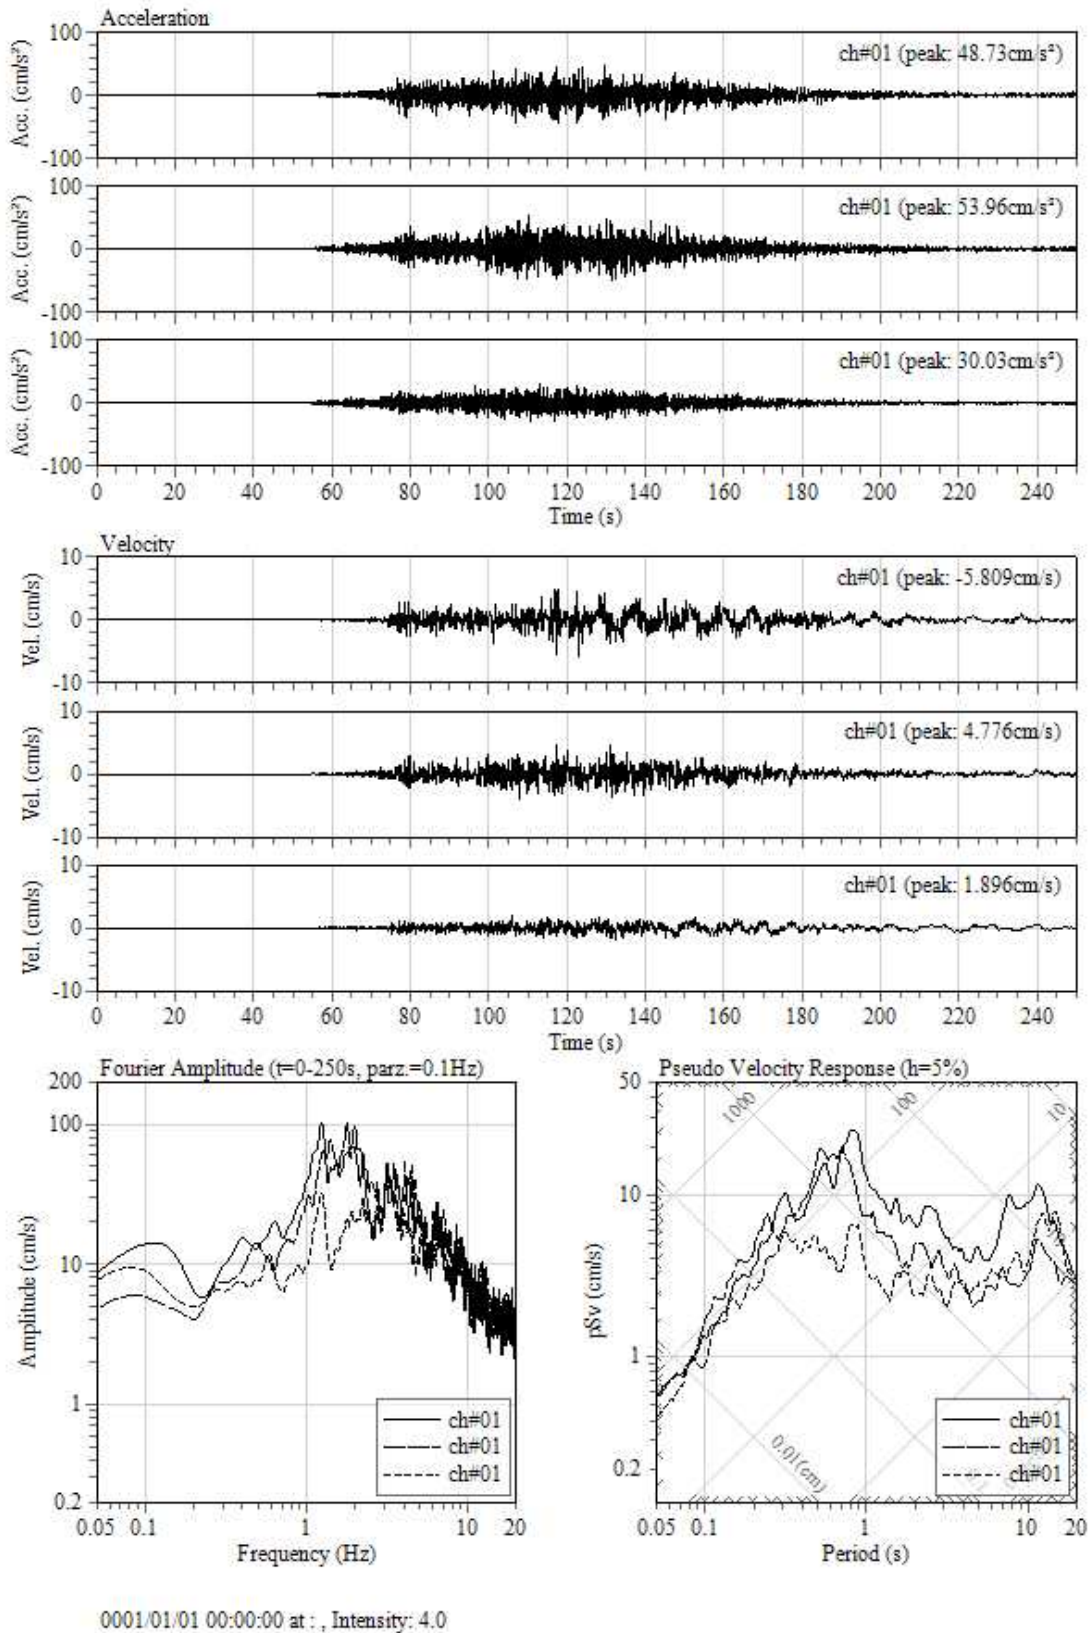 Acceleration
100
0
-100
Acc. (cm/s²)
ch#01 (peak: 48.73cm/s²)
100
0
-100
Acc. (cm/s²)
ch#01 (peak: 53.96cm/s²)
100
0
-100
Acc. (cm/s²)
ch#01 (peak: 30.03cm/s²)
0 20 40 60 80 100 120 140 160 180 200 220 240
Time (s)
Velocity
10
0
-10
Vel. (cm/s)
ch#01 (peak: -5.809cm/s)
10
0
-10
Vel. (cm/s)
ch#01 (peak: 4.776cm/s)
10
0
-10
Vel. (cm/s)
ch#01 (peak: 1.896cm/s)
0 20 40 60 80 100 120 140 160 180 200 220 240
Time (s)
Fourier Amplitude (t=0-250s, parz.=0.1Hz)
200
100
10
1
0.2
Amplitude (cm/s)
ch#01
ch#01
ch#01
0.05 0.1 1 10 20
Frequency (Hz)
Pseudo Velocity Response (h=5%)
50
10
1
0.2
pSv (cm/s)
1000
100
10
0.01(cm)
ch#01
ch#01
ch#01
0.05 0.1 1 10 20
Period (s)
0001/01/01 00:00:00 at : , Intensity: 4.0